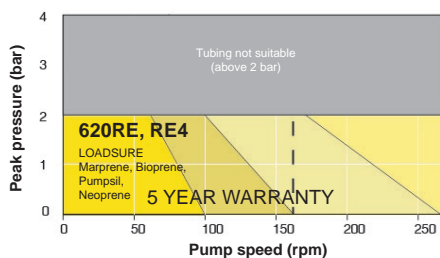 Peak pressure (bar)
4
3
2
1
0
Tubing not suitable
(above 2 bar)
620RE, RE4
LOADSURE
Marprene, Bioprene,
Pumpsil,
Neoprene
5 YEAR WARRANTY
0 50 100 150 200 250
Pump speed (rpm)